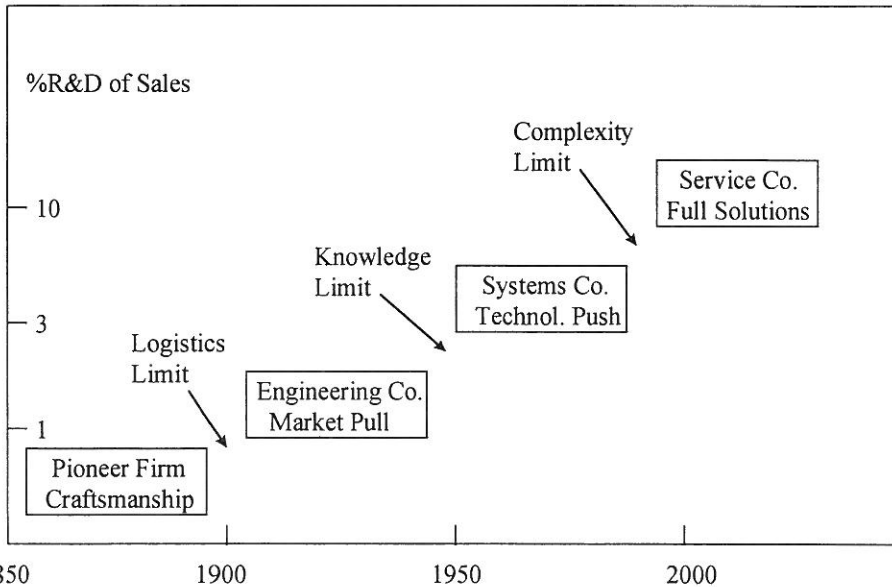 %R&D of Sales
Complexity
Limit
Service Co.
Full Solutions
10
Knowledge
Limit
Systems Co.
Technol. Push
3
Logistics
Limit
Engineering Co.
Market Pull
1
Pioneer Firm
Craftsmanship
850
1900
1950
2000